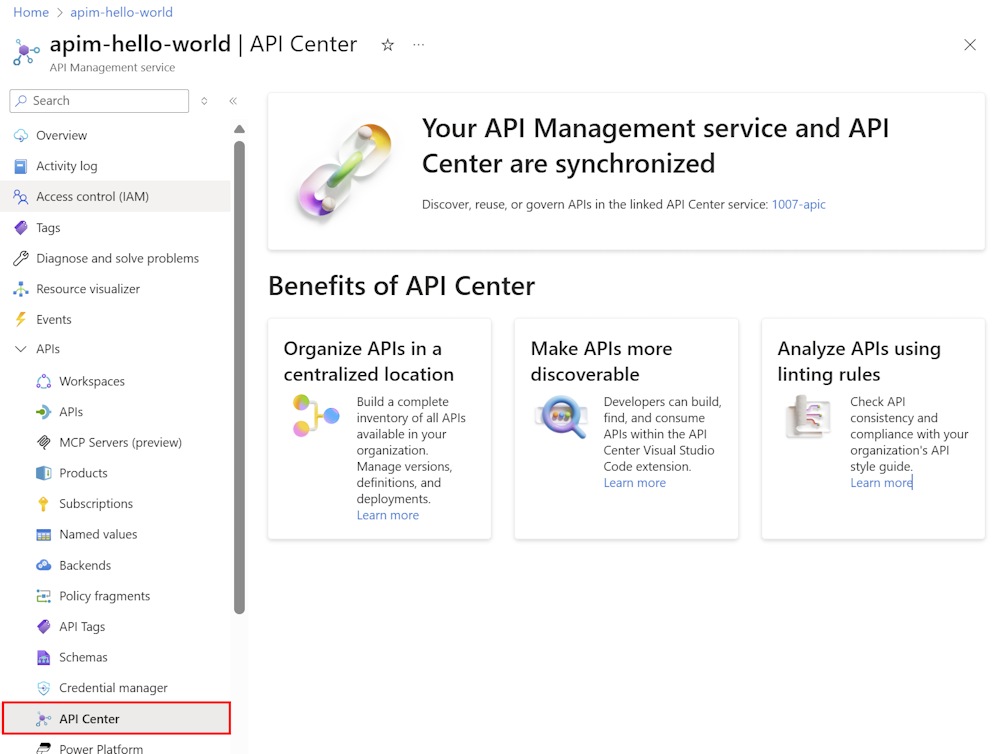 Home > apim-hello-world
apim-hello-world | API Center
API Management service
Search
Overview
Activity log
Access control (IAM)
Tags
Diagnose and solve problems
Resource visualizer
Events
APIs
Workspaces
APIs
MCP Servers (preview)
Products
Subscriptions
Named values
Backends
Policy fragments
API Tags
Schemas
Credential manager
API Center
Power Platform
Your API Management service and API
Center are synchronized
Discover, reuse, or govern APIs in the linked API Center service: 1007-apic
Benefits of API Center
Organize APIs in a
centralized location
Build a complete
inventory of all APIs
available in your
organization.
Manage versions,
definitions, and
deployments.
Learn more
Make APIs more
discoverable
Developers can build,
find, and consume
APIs within the API
Center Visual Studio
Code extension.
Learn more
Analyze APIs using
linting rules
Check API
consistency and
compliance with your
organization's API
style guide.
Learn more